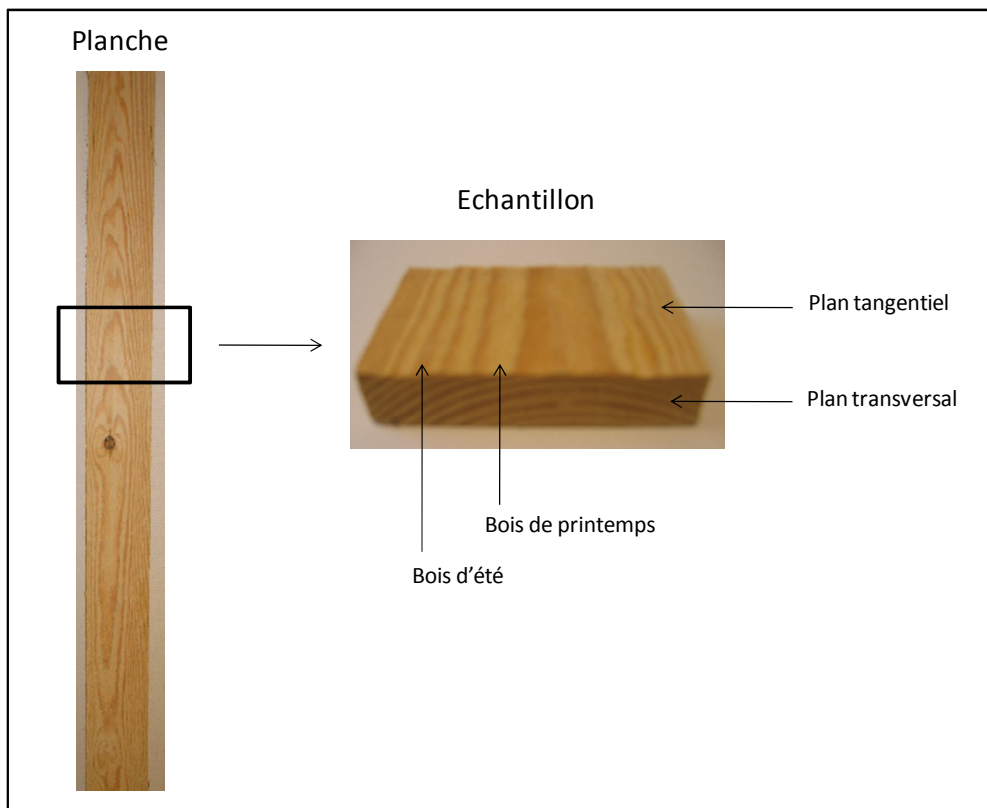 Planche
Echantillon
Plan tangentiel
Plan transversal
Bois de printemps
Bois d'été